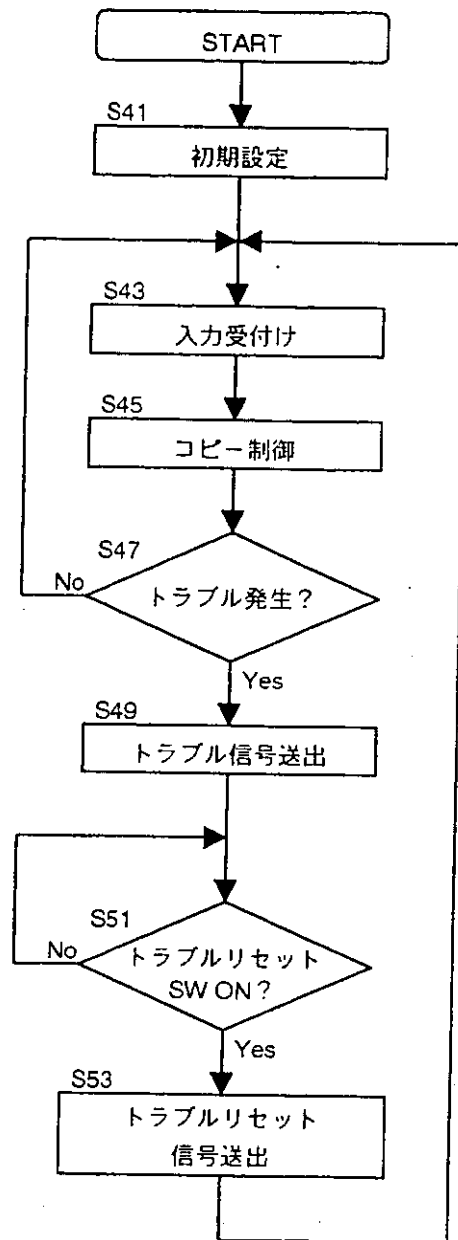 START
S41
初期設定
S43
入力受付け
S45
コピー制御
S47
トラブル発生？
No
Yes
S49
トラブル信号送出
S51
トラブルリセット
SW ON？
No
Yes
S53
トラブルリセット
信号送出